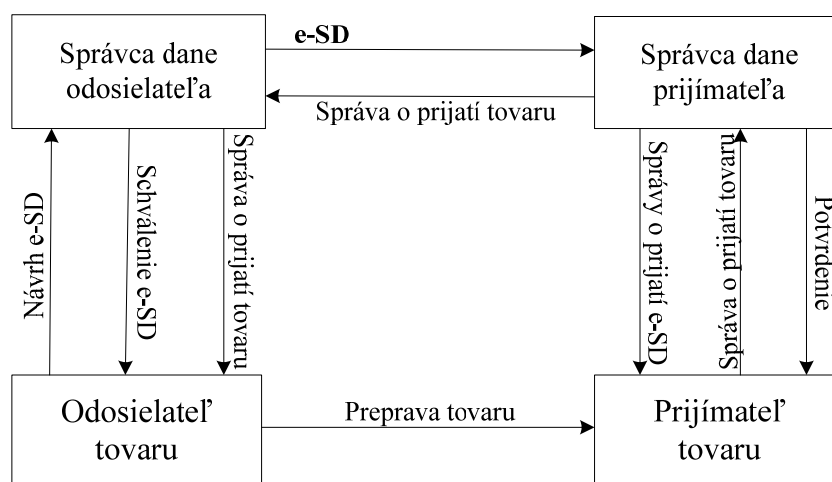 Správca dane
odosielateľa
e-SD
Správa o prijatí tovaru
Správca dane
prijímateľa
Návrh e-SD
Schválenie e-SD
Správa o prijatí tovaru
Správy o prijatí e-SD
Správa o prijatí tovaru
Potvrdenie
Odosielateľ
tovaru
Preprava tovaru
Prijímateľ
tovaru